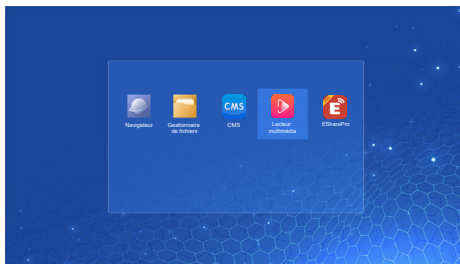 CMS
E
Navigateur
Gestionnaire
de fichiers
CMS
Lecteur
multimédia
ESharePro